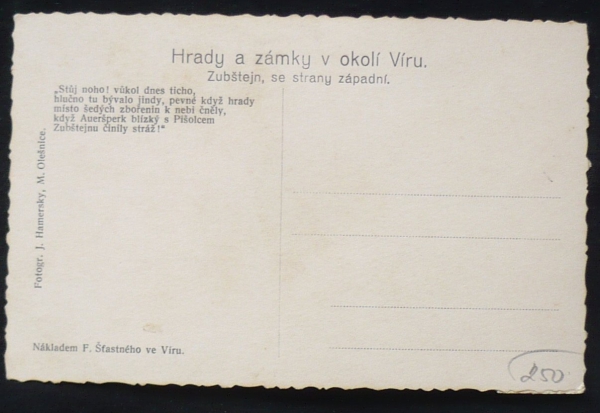 Hrady a zámky v okolí Víru.
Zubštejn, se strany západní.
„Stůj noho! vůkol dnes ticho,
hlučno tu bývalo jindy, pevné když hrady
místo šedých zbořenin k nebi čněly,
když Aueršperk blízký s Pišolcem
Zubštejnu činily stráž!“
Fotogr. J. Hamersky, M. Olešnice.
Nákladem F. Šťastného ve Víru.
250